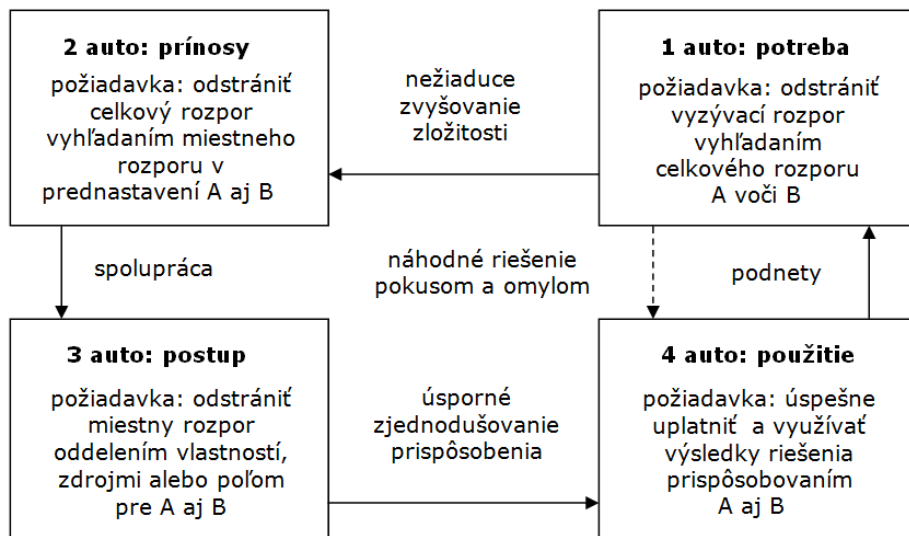 2 auto: prínosy
požiadavka: odstrániť
celkový rozpor
vyhľadaním miestneho
rozporu v
prednastavení A aj B
nežiaduce
zvyšovanie
zložitosti
1 auto: potreba
požiadavka: odstrániť
vyzývací rozpor
vyhľadaním
celkového rozporu
A voči B
spolupráca
náhodné riešenie
pokusom a omylom
podnety
3 auto: postup
požiadavka: odstrániť
miestny rozpor
oddelením vlastností,
zdrojmi alebo poľom
pre A aj B
úsporné
zjednodušovanie
prispôsobenia
4 auto: použitie
požiadavka: úspešne
uplatniť a využívať
výsledky riešenia
prispôsobovaním
A aj B